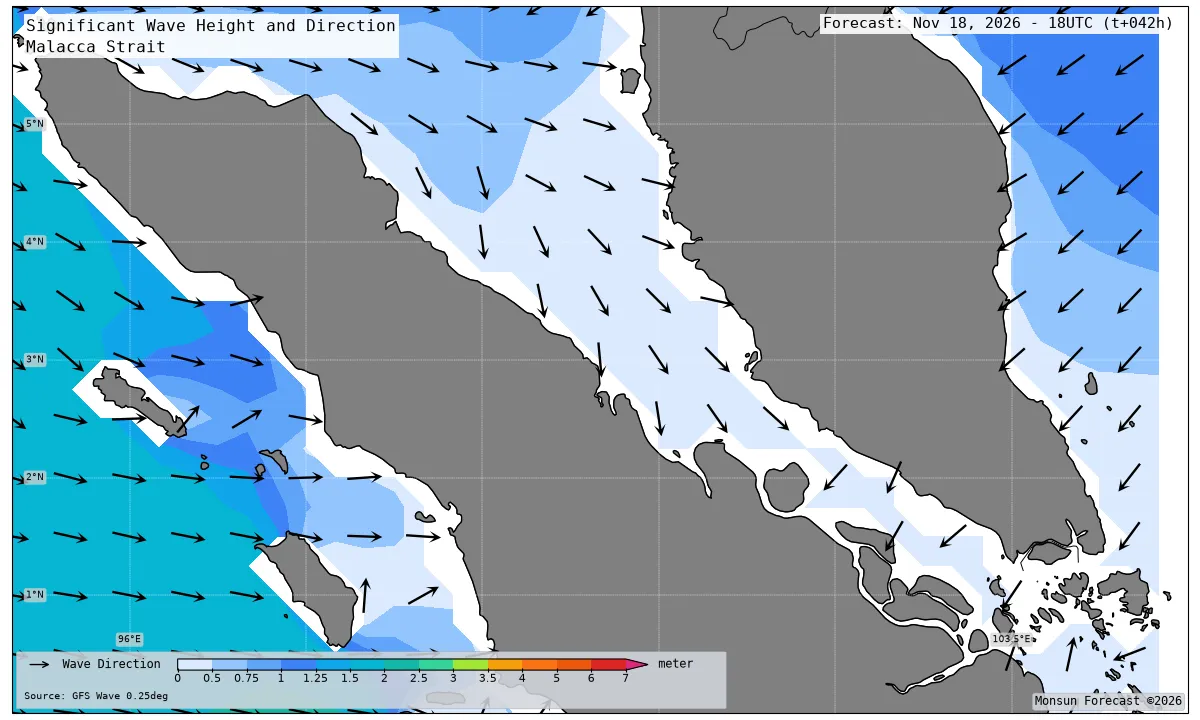 Significant Wave Height and Direction
Malacca Strait
Forecast: Nov 18, 2026 - 18UTC (t+042h)
5°N
4°N
3°N
2°N
1°N
96°E
103.5°E
Wave Direction
meter
0 0.5 0.75 1 1.25 1.5 2 2.5 3 3.5 4 5 6 7
Source: GFS Wave 0.25deg
Monsun Forecast ©2026